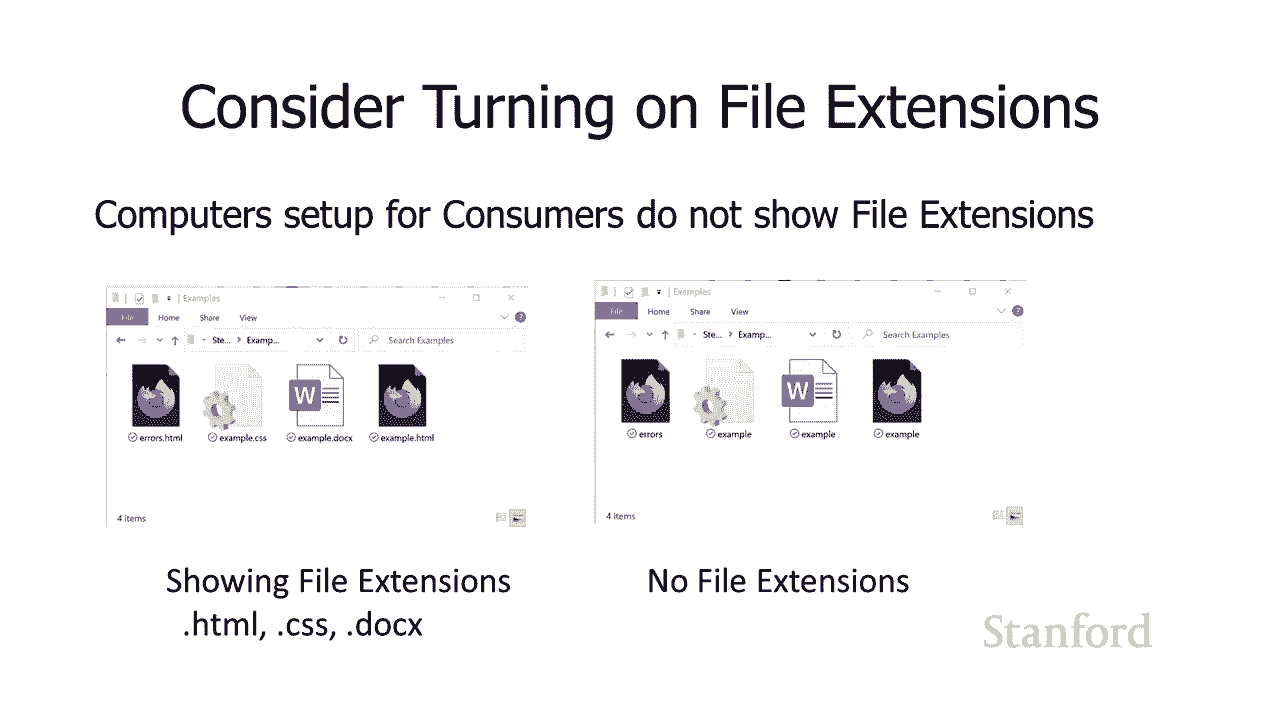 Consider Turning on File Extensions
Computers setup for Consumers do not show File Extensions
Examples
File Home Share View
Ste... Examp... Search Examples
W
errors.html example.css example.docx example.html
4 items
Examples
File Home Share View
Ste... Examp... Search Examples
W
errors example example example
4 items
Showing File Extensions
.html, .css, .docx
No File Extensions
Stanford